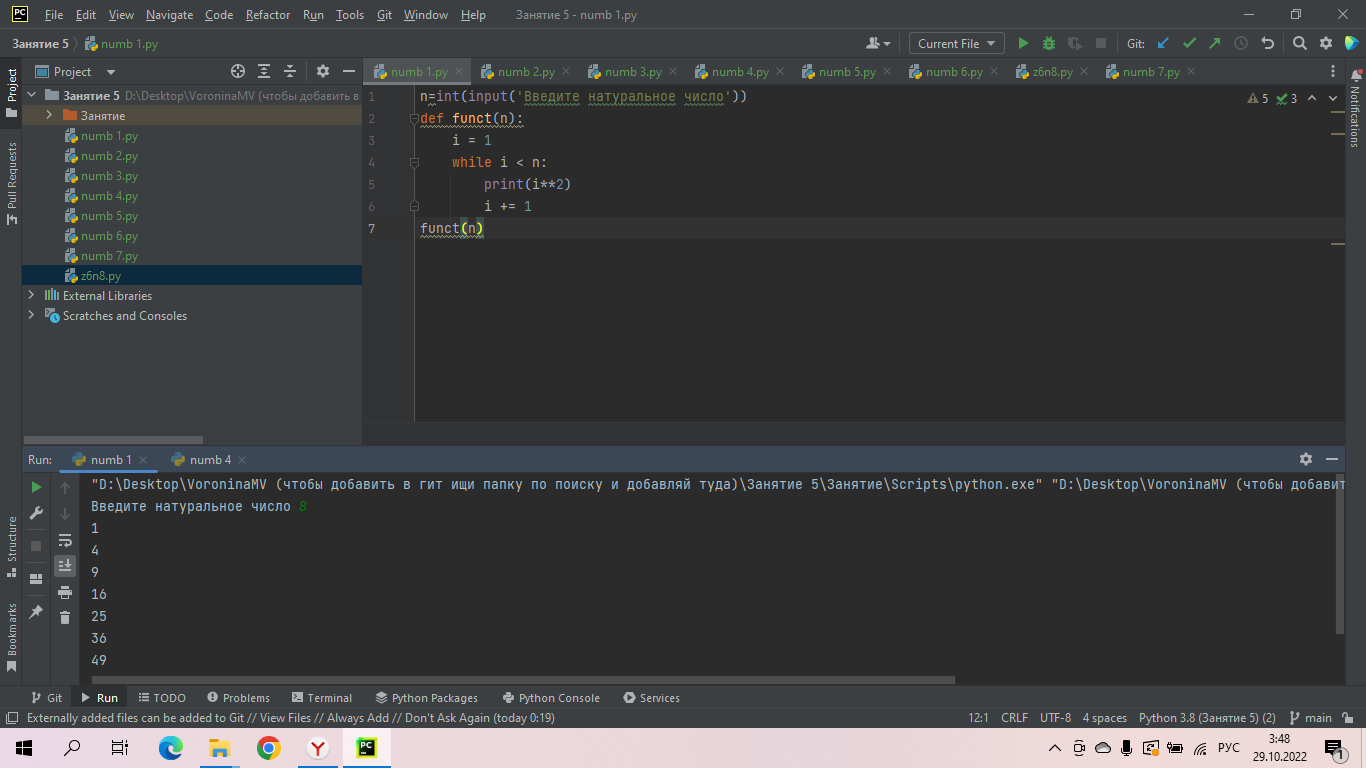 File Edit View Navigate Code Refactor Run Tools Git Window Help Занятие 5 - numb 1.py
Занятие 5 numb 1.py Current File Git:
Project
numb 1.py numb 2.py numb 3.py numb 4.py numb 5.py numb 6.py z6n8.py numb 7.py
Занятие 5 D:\Desktop\VoroninaMV (чтобы добавить в
Занятие
numb 1.py
numb 2.py
numb 3.py
numb 4.py
numb 5.py
numb 6.py
numb 7.py
z6n8.py
External Libraries
Scratches and Consoles
1 n=int(input('Введите натуральное число'))
2 def funct(n):
3 i = 1
4 while i < n:
5 print(i**2)
6 i += 1
7 funct(n)
5 3
Project
Pull Requests
Structure
Bookmarks
Notifications
Run: numb 1 numb 4
"D:\Desktop\VoroninaMV (чтобы добавить в гит ищи папку по поиску и добавляй туда)\Занятие 5\Занятие\Scripts\python.exe" "D:\Desktop\VoroninaMV (чтобы добавит
Введите натуральное число 8
1
4
9
16
25
36
49
Git Run TODO Problems Terminal Python Packages Python Console Services
Externally added files can be added to Git // View Files // Always Add // Don't Ask Again (today 0:19) 12:1 CRLF UTF-8 4 spaces Python 3.8 (Занятие 5) (2) main
РУС 3:48
29.10.2022 1